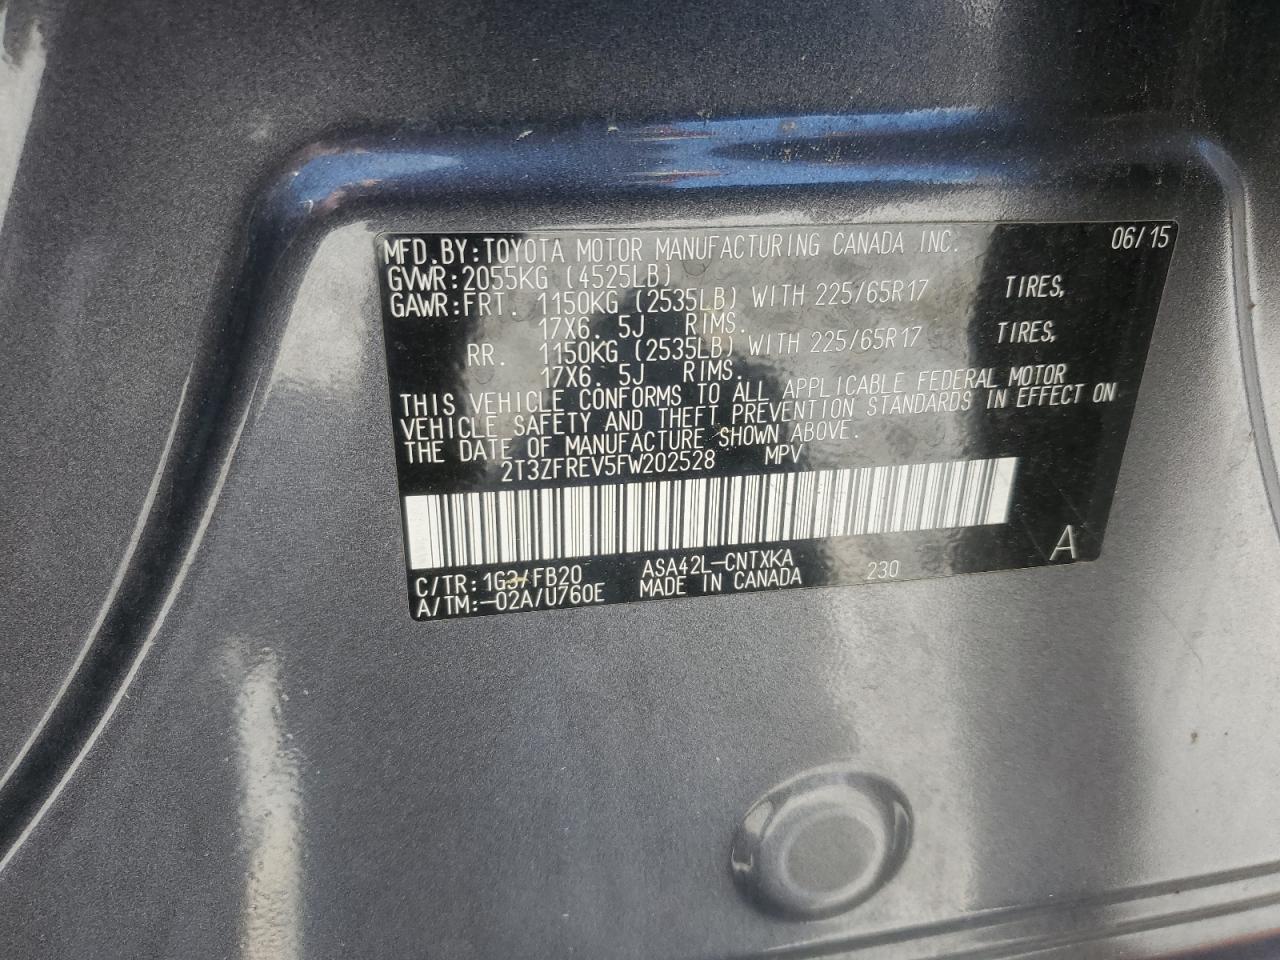 MFD.BY:TOYOTA MOTOR MANUFACTURING CANADA INC. 06/15
GVWR:2055KG (4525LB)
GAWR:FRT. 1150KG (2535LB) WITH 225/65R17 TIRES,
17X6.5J RIMS.
RR. 1150KG (2535LB) WITH 225/65R17 TIRES,
17X6.5J RIMS.
THIS VEHICLE CONFORMS TO ALL APPLICABLE FEDERAL MOTOR
VEHICLE SAFETY AND THEFT PREVENTION STANDARDS IN EFFECT ON
THE DATE OF MANUFACTURE SHOWN ABOVE.
2T3ZFREV5FW202528 MPV
C/TR:1G3/FB20 ASA42L-CNTXKA 230 A
A/TM:-02A/U760E MADE IN CANADA